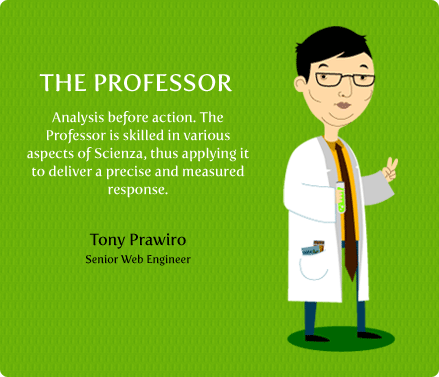 THE PROFESSOR
Analysis before action. The
Professor is skilled in various
aspects of Scienza, thus applying it
to deliver a precise and measured
response.
Tony Prawiro
Senior Web Engineer